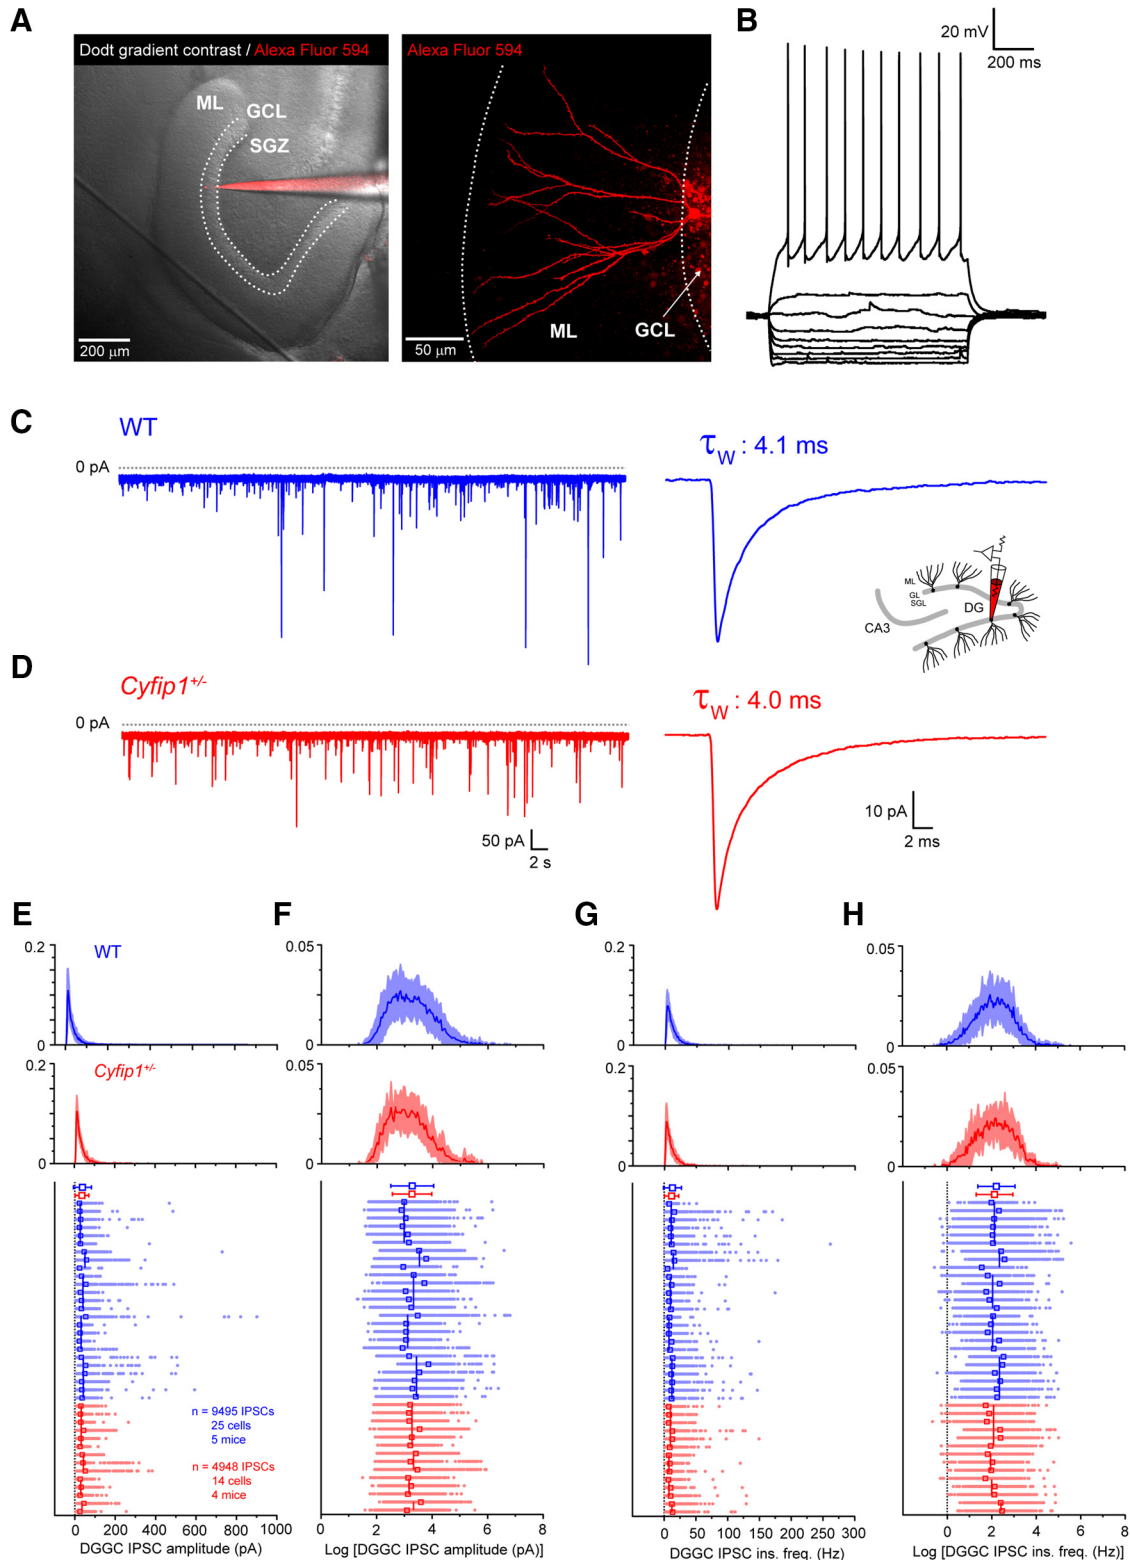 A
B
Dodt gradient contrast / Alexa Fluor 594
Alexa Fluor 594
ML
GCL
SGZ
200 µm
ML
GCL
50 µm
20 mV
200 ms
C
WT
0 pA
τW : 4.1 ms
ML
GL
SGL
DG
CA3
D
Cyfip1+/-
0 pA
τW : 4.0 ms
50 pA
2 s
10 pA
2 ms
E
F
G
H
0.2
WT
0
0.05
0
0.2
0
0.05
0
0.2
Cyfip1+/-
0
0.05
0
0.2
0
0.05
0
n = 9495 IPSCs
25 cells
5 mice
n = 4948 IPSCs
14 cells
4 mice
0 200 400 600 800 1000
DGGC IPSC amplitude (pA)
0 2 4 6 8
Log [DGGC IPSC amplitude (pA)]
0 50 100 150 200 250 300
DGGC IPSC ins. freq. (Hz)
0 2 4 6 8
Log [DGGC IPSC ins. freq. (Hz)]